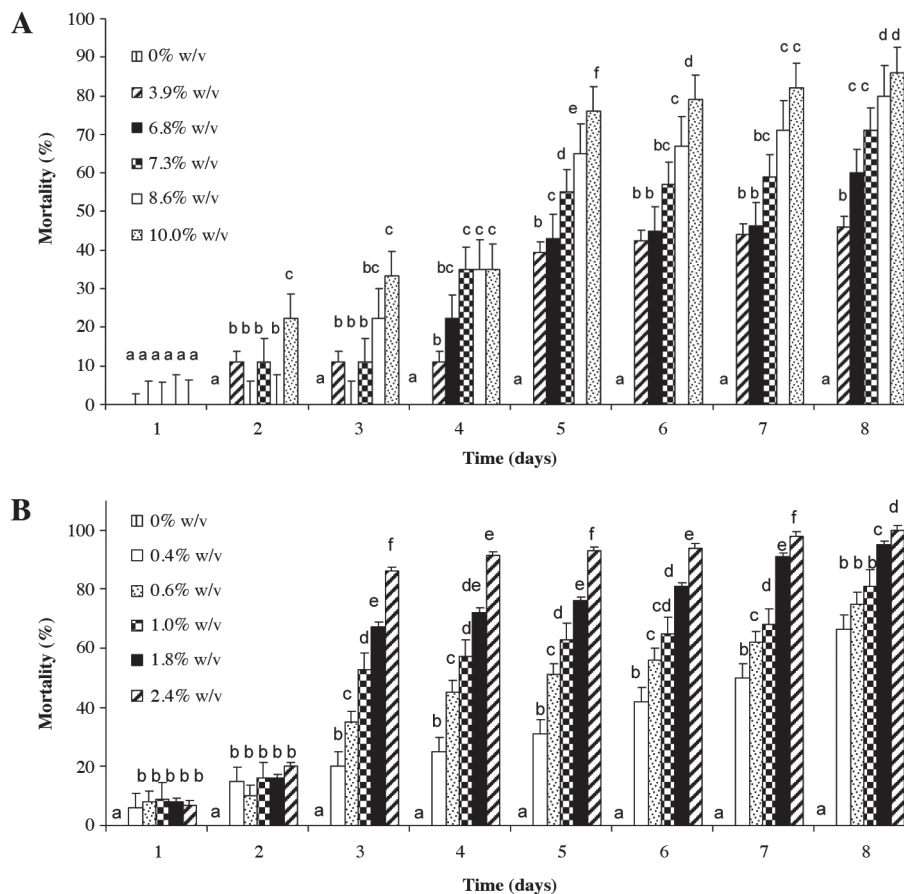 A
100
90
80
70
60
50
40
30
20
10
0
Mortality (%)
0% w/v
3.9% w/v
6.8% w/v
7.3% w/v
8.6% w/v
10.0% w/v
a a a a a a
a b b b b c
a b b b bc c
a b bc c c c
a b c d e f
a b b bc c d
a b b bc c c
a b c c d d
1 2 3 4 5 6 7 8
Time (days)
B
100
80
60
40
20
0
Mortality (%)
0% w/v
0.4% w/v
0.6% w/v
1.0% w/v
1.8% w/v
2.4% w/v
a b b b b b
a b b b b b
a b c d e f
a b c d de e
a b c d e f
a b c cd e e
a b c d e f
a b b b c d
1 2 3 4 5 6 7 8
Time (days)